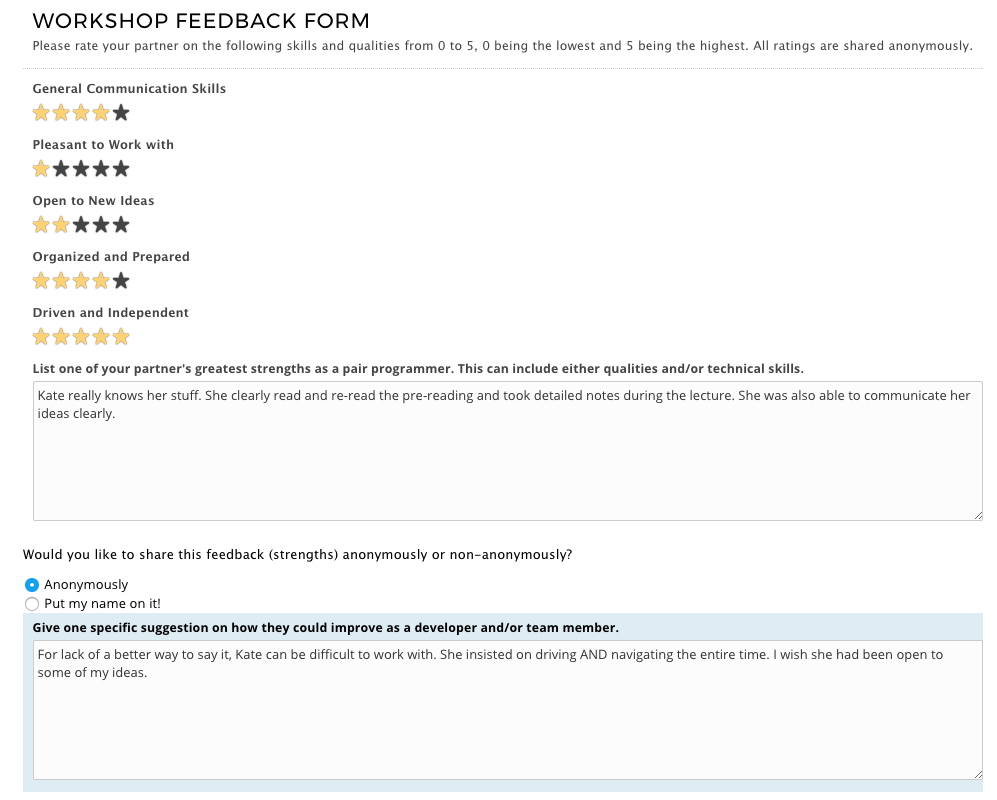 WORKSHOP FEEDBACK FORM
Please rate your partner on the following skills and qualities from 0 to 5, 0 being the lowest and 5 being the highest. All ratings are shared anonymously.
General Communication Skills
Pleasant to Work with
Open to New Ideas
Organized and Prepared
Driven and Independent
List one of your partner's greatest strengths as a pair programmer. This can include either qualities and/or technical skills.
Kate really knows her stuff. She clearly read and re-read the pre-reading and took detailed notes during the lecture. She was also able to communicate her
ideas clearly.
Would you like to share this feedback (strengths) anonymously or non-anonymously?
Anonymously
Put my name on it!
Give one specific suggestion on how they could improve as a developer and/or team member.
For lack of a better way to say it, Kate can be difficult to work with. She insisted on driving AND navigating the entire time. I wish she had been open to
some of my ideas.